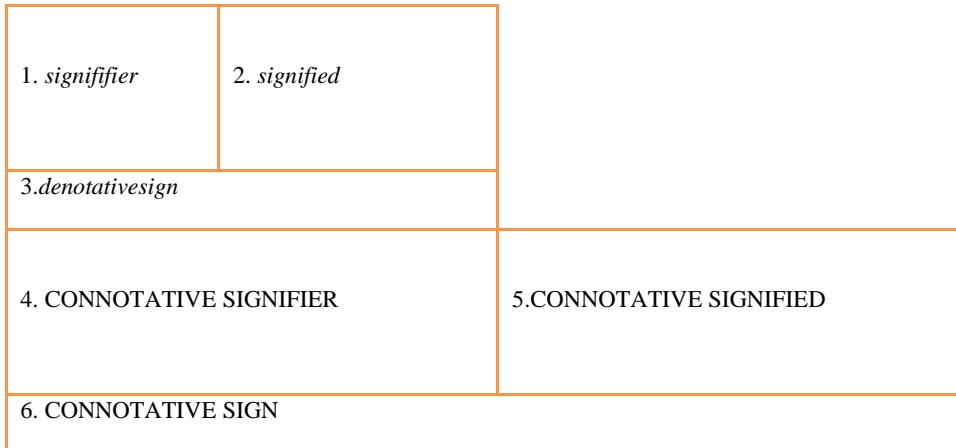 1. signififier
2. signified
3.denotativesign
4. CONNOTATIVE SIGNIFIER
5.CONNOTATIVE SIGNIFIED
6. CONNOTATIVE SIGN